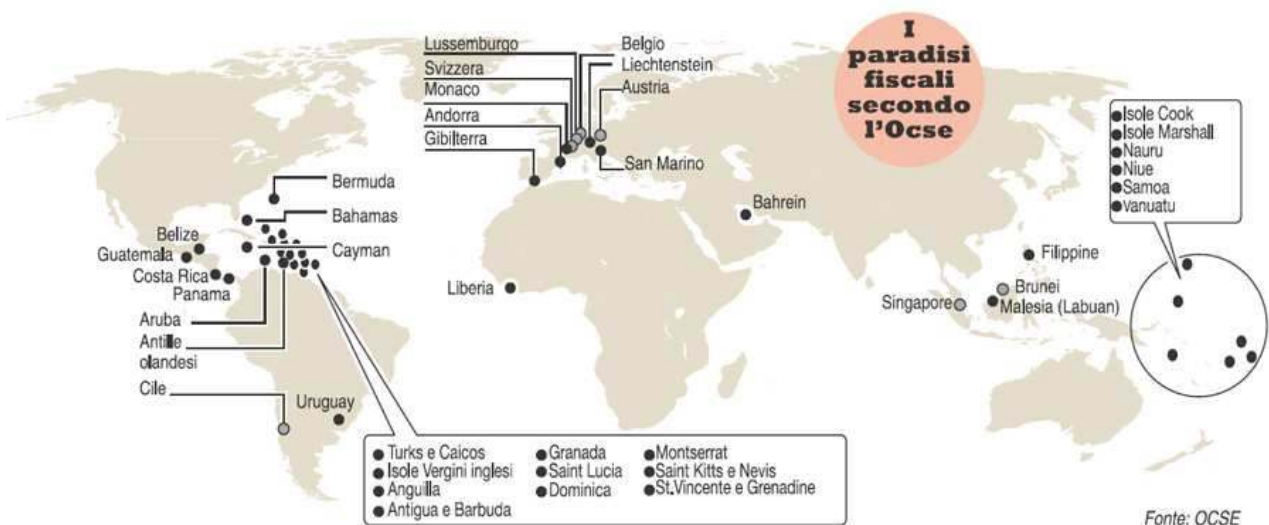 I
paradisi
fiscali
secondo
l'Ocse
Lussemburgo
Svizzera
Monaco
Andorra
Gibilterra
Belgio
Liechtenstein
Austria
San Marino
Bermuda
Bahamas
Cayman
Belize
Guatemala
Costa Rica
Panama
Aruba
Antille
olandesi
Cile
Uruguay
Liberia
Bahrein
Filippine
Brunei
Singapore
Malesia (Labuan)
Isole Cook
Isole Marshall
Nauru
Niue
Samoa
vanuatu
Turks e Caicos
Isole Vergini inglesi
Anguilla
Antigua e Barbuda
Granada
Saint Lucia
Dominica
Montserrat
Saint Kitts e Nevis
St.Vincente e Grenadine
Fonte: OCSE